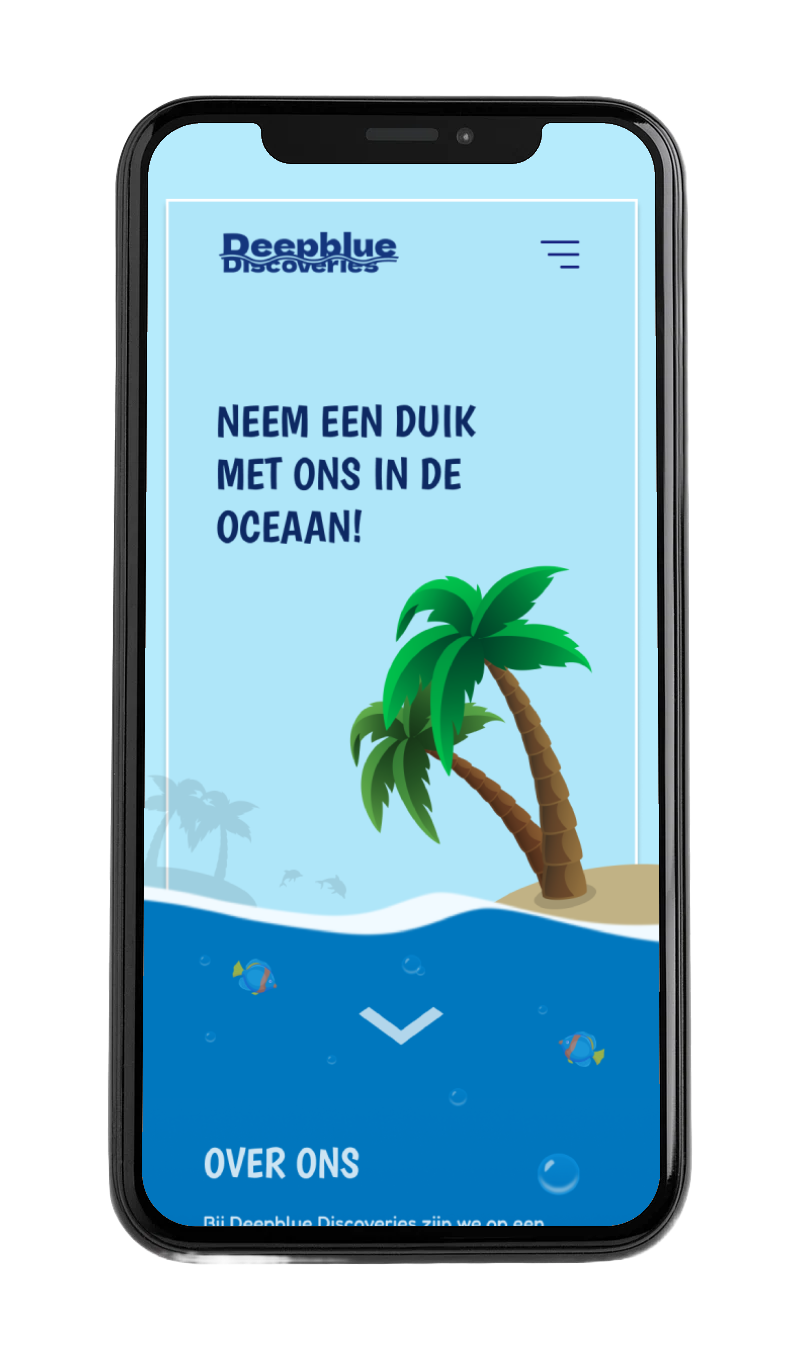 Deepblue
Discoveries
NEEM EEN DUIK
MET ONS IN DE
OCEAAN!
OVER ONS
Bij Deepblue Discoveries zijn we op een